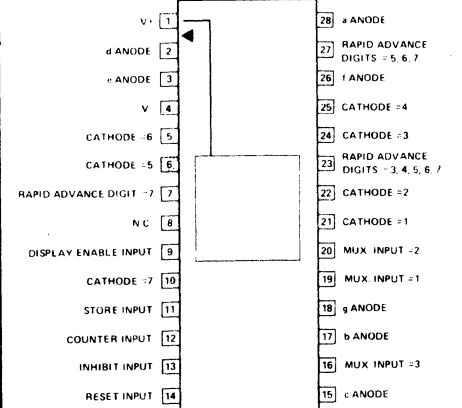 V+ 1
d ANODE 2
e ANODE 3
V 4
CATHODE =6 5
CATHODE =5 6
RAPID ADVANCE DIGIT =7 7
N C 8
DISPLAY ENABLE INPUT 9
CATHODE =7 10
STORE INPUT 11
COUNTER INPUT 12
INHIBIT INPUT 13
RESET INPUT 14
28 a ANODE
27 RAPID ADVANCE
DIGITS = 5, 6, 7
26 f ANODE
25 CATHODE =4
24 CATHODE =3
23 RAPID ADVANCE
DIGITS = 3, 4, 5, 6, 7
22 CATHODE =2
21 CATHODE =1
20 MUX INPUT =2
19 MUX. INPUT =1
18 g ANODE
17 b ANODE
16 MUX INPUT =3
15 c ANODE